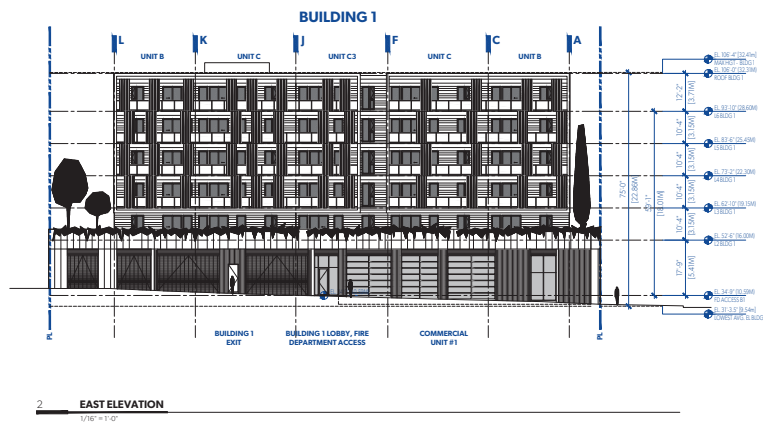 BUILDING 1
L K J F C A
UNIT B UNIT C UNIT C3 UNIT C UNIT B
EL 106'-4" [32.41m]
MAX HGT - BLDG 1
EL 106'-0" [32.31M]
ROOF BLDG 1
12'-2"
[3.71M]
EL 93'-10" [28.60M]
L6 BLDG 1
10'-4"
[3.15M]
EL 83'-6" [25.45M]
L5 BLDG 1
10'-4"
[3.15M]
EL 73'-2" [22.30M]
L4 BLDG 1
10'-4"
[3.15M]
75'-0"
[22.86M]
[18.01M]
EL 62'-10" [19.15M]
L3 BLDG 1
10'-4"
[3.15M]
EL 52'-6" [16.00M]
L2 BLDG 1
17'-9"
[5.41M]
EL 34'-9" [10.59M]
FD ACCESS B1
EL 31'-3.5" [9.54m]
LOWEST AVG. EL BLDG
PL PL
BUILDING 1
EXIT
BUILDING 1 LOBBY, FIRE
DEPARTMENT ACCESS
COMMERCIAL
UNIT #1
2 EAST ELEVATION
1/16" = 1'-0"